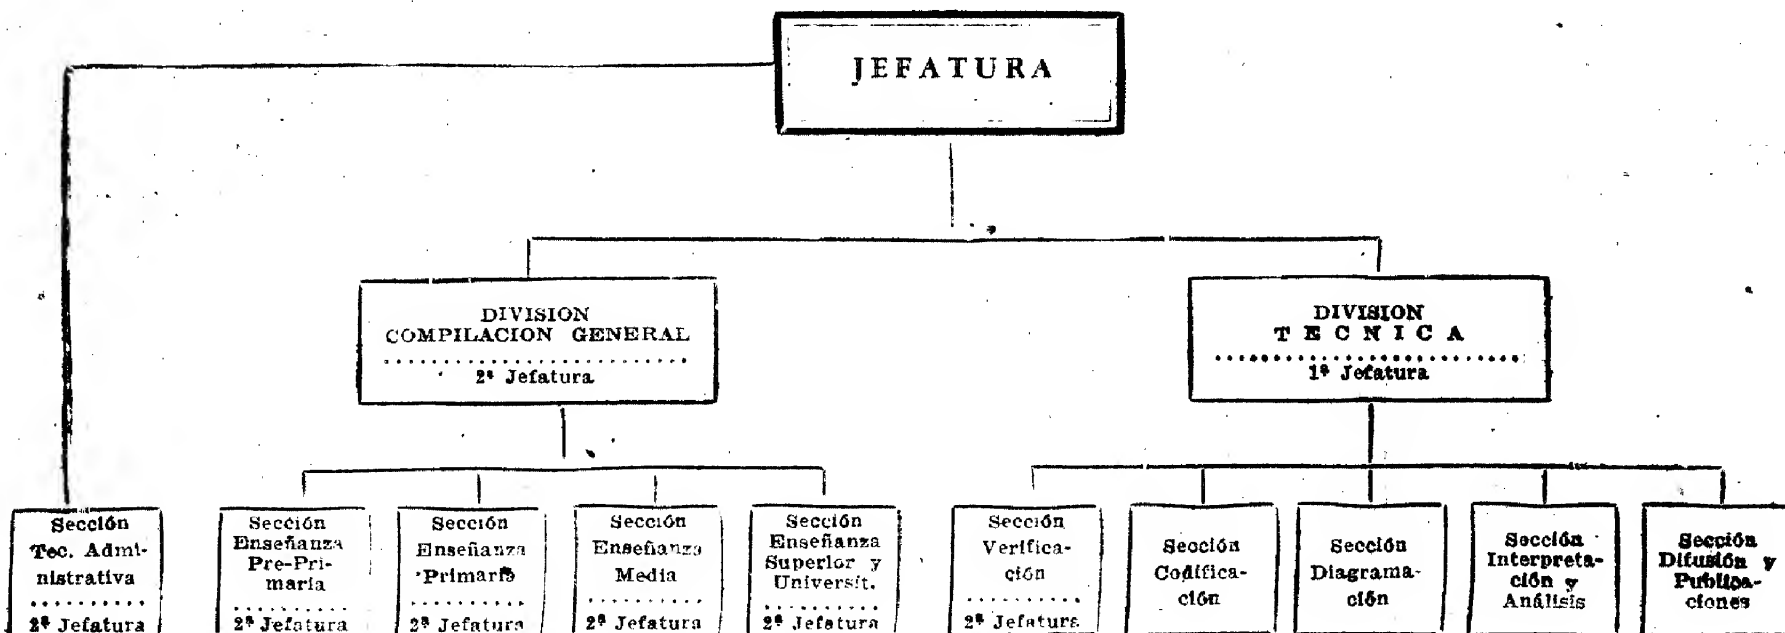 JEFATURA
DIVISION
COMPILACION GENERAL
2ª Jefatura
DIVISION
TECNICA
1ª Jefatura
Sección
Tec. Admi-
nistrativa
2ª Jefatura
Sección
Enseñanza
Pre-Pri-
maria
2ª Jefatura
Sección
Enseñanza
Primaria
2ª Jefatura
Sección
Enseñanza
Media
2ª Jefatura
Sección
Enseñanza
Superior y
Universit.
2ª Jefatura
Sección
Verifica-
ción
2ª Jefatura
Sección
Codifica-
ción
Sección
Diagrama-
ción
Sección
Interpreta-
ción y
Análisis
Sección
Difusión y
Publica-
ciones